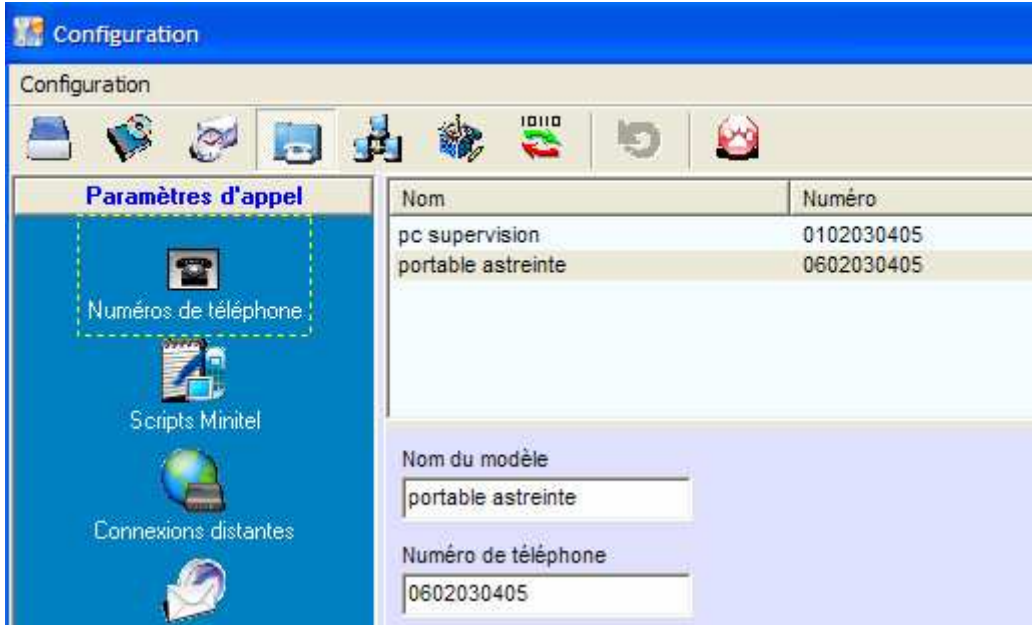 Configuration
Configuration
10110
Paramètres d'appel
Numéros de téléphone
Scripts Minitel
Connexions distantes
Nom Numéro
pc supervision 0102030405
portable astreinte 0602030405
Nom du modèle
portable astreinte
Numéro de téléphone
0602030405